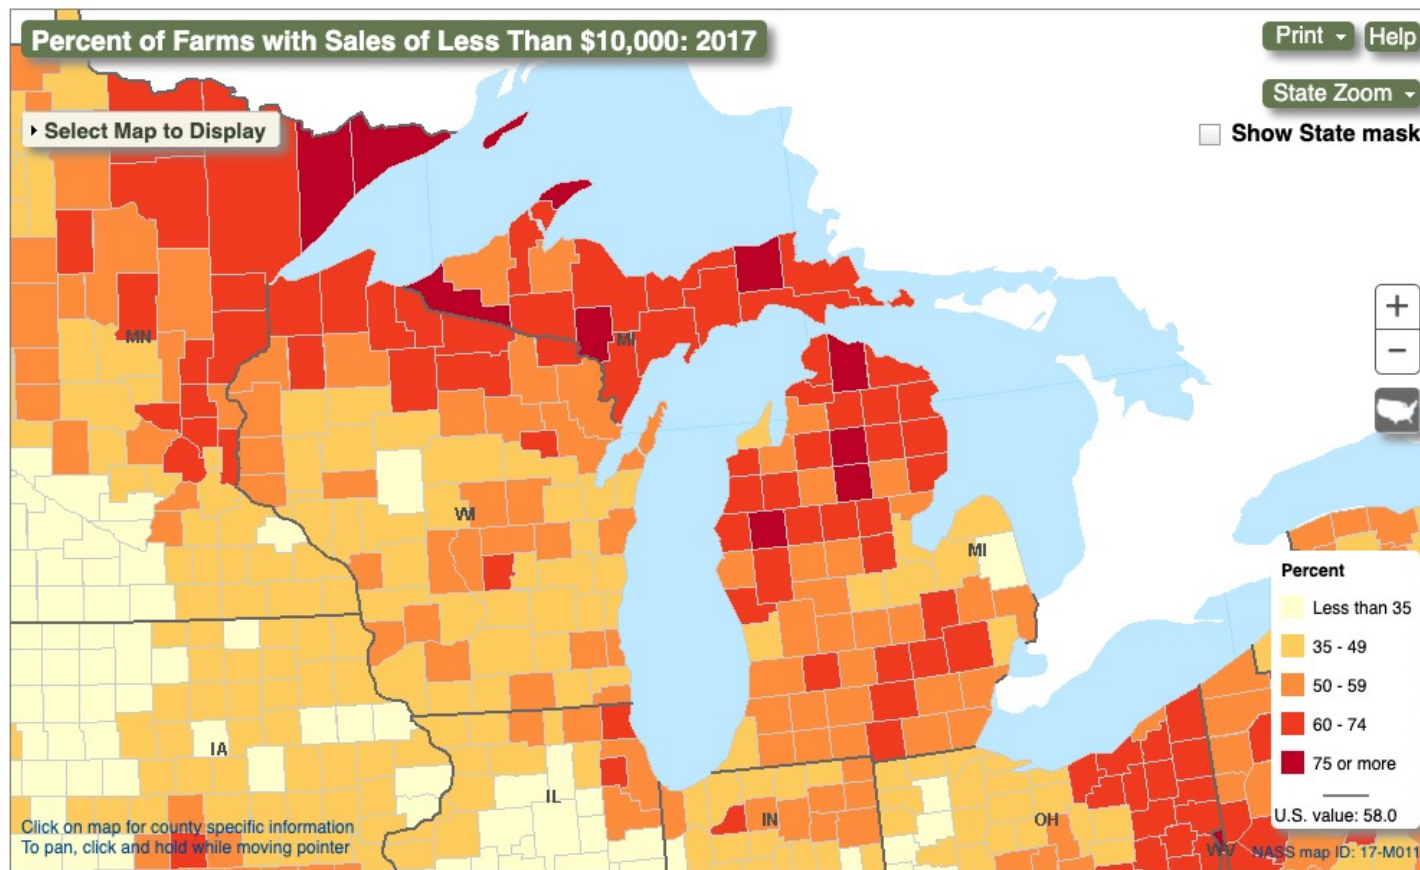 Percent of Farms with Sales of Less Than $10,000: 2017
Print
Help
Select Map to Display
State Zoom
Show State mask
+
−
MN
MI
WI
MI
IA
IL
IN
OH
WV
Percent
Less than 35
35 - 49
50 - 59
60 - 74
75 or more
U.S. value: 58.0
Click on map for county specific information
To pan, click and hold while moving pointer
NASS map ID: 17-M011